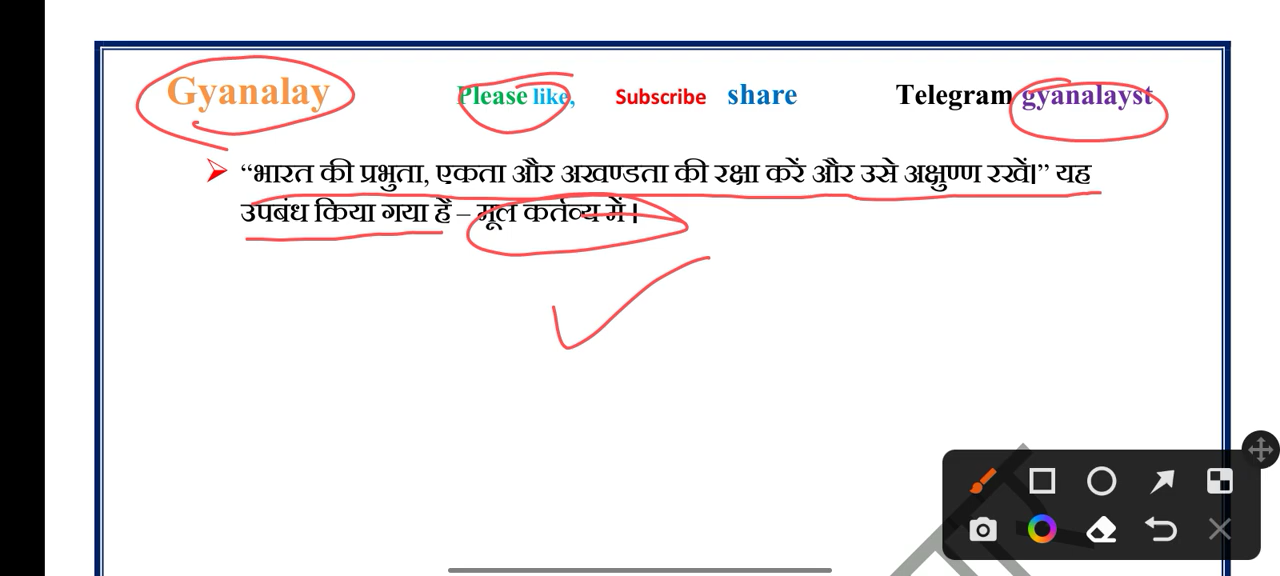 Gyanalay Please like, Subscribe share Telegram gyanalayst
“भारत की प्रभुता, एकता और अखण्डता की रक्षा करें और उसे अक्षुण्ण रखें।” यह
उपबंध किया गया है – मूल कर्तव्य में।